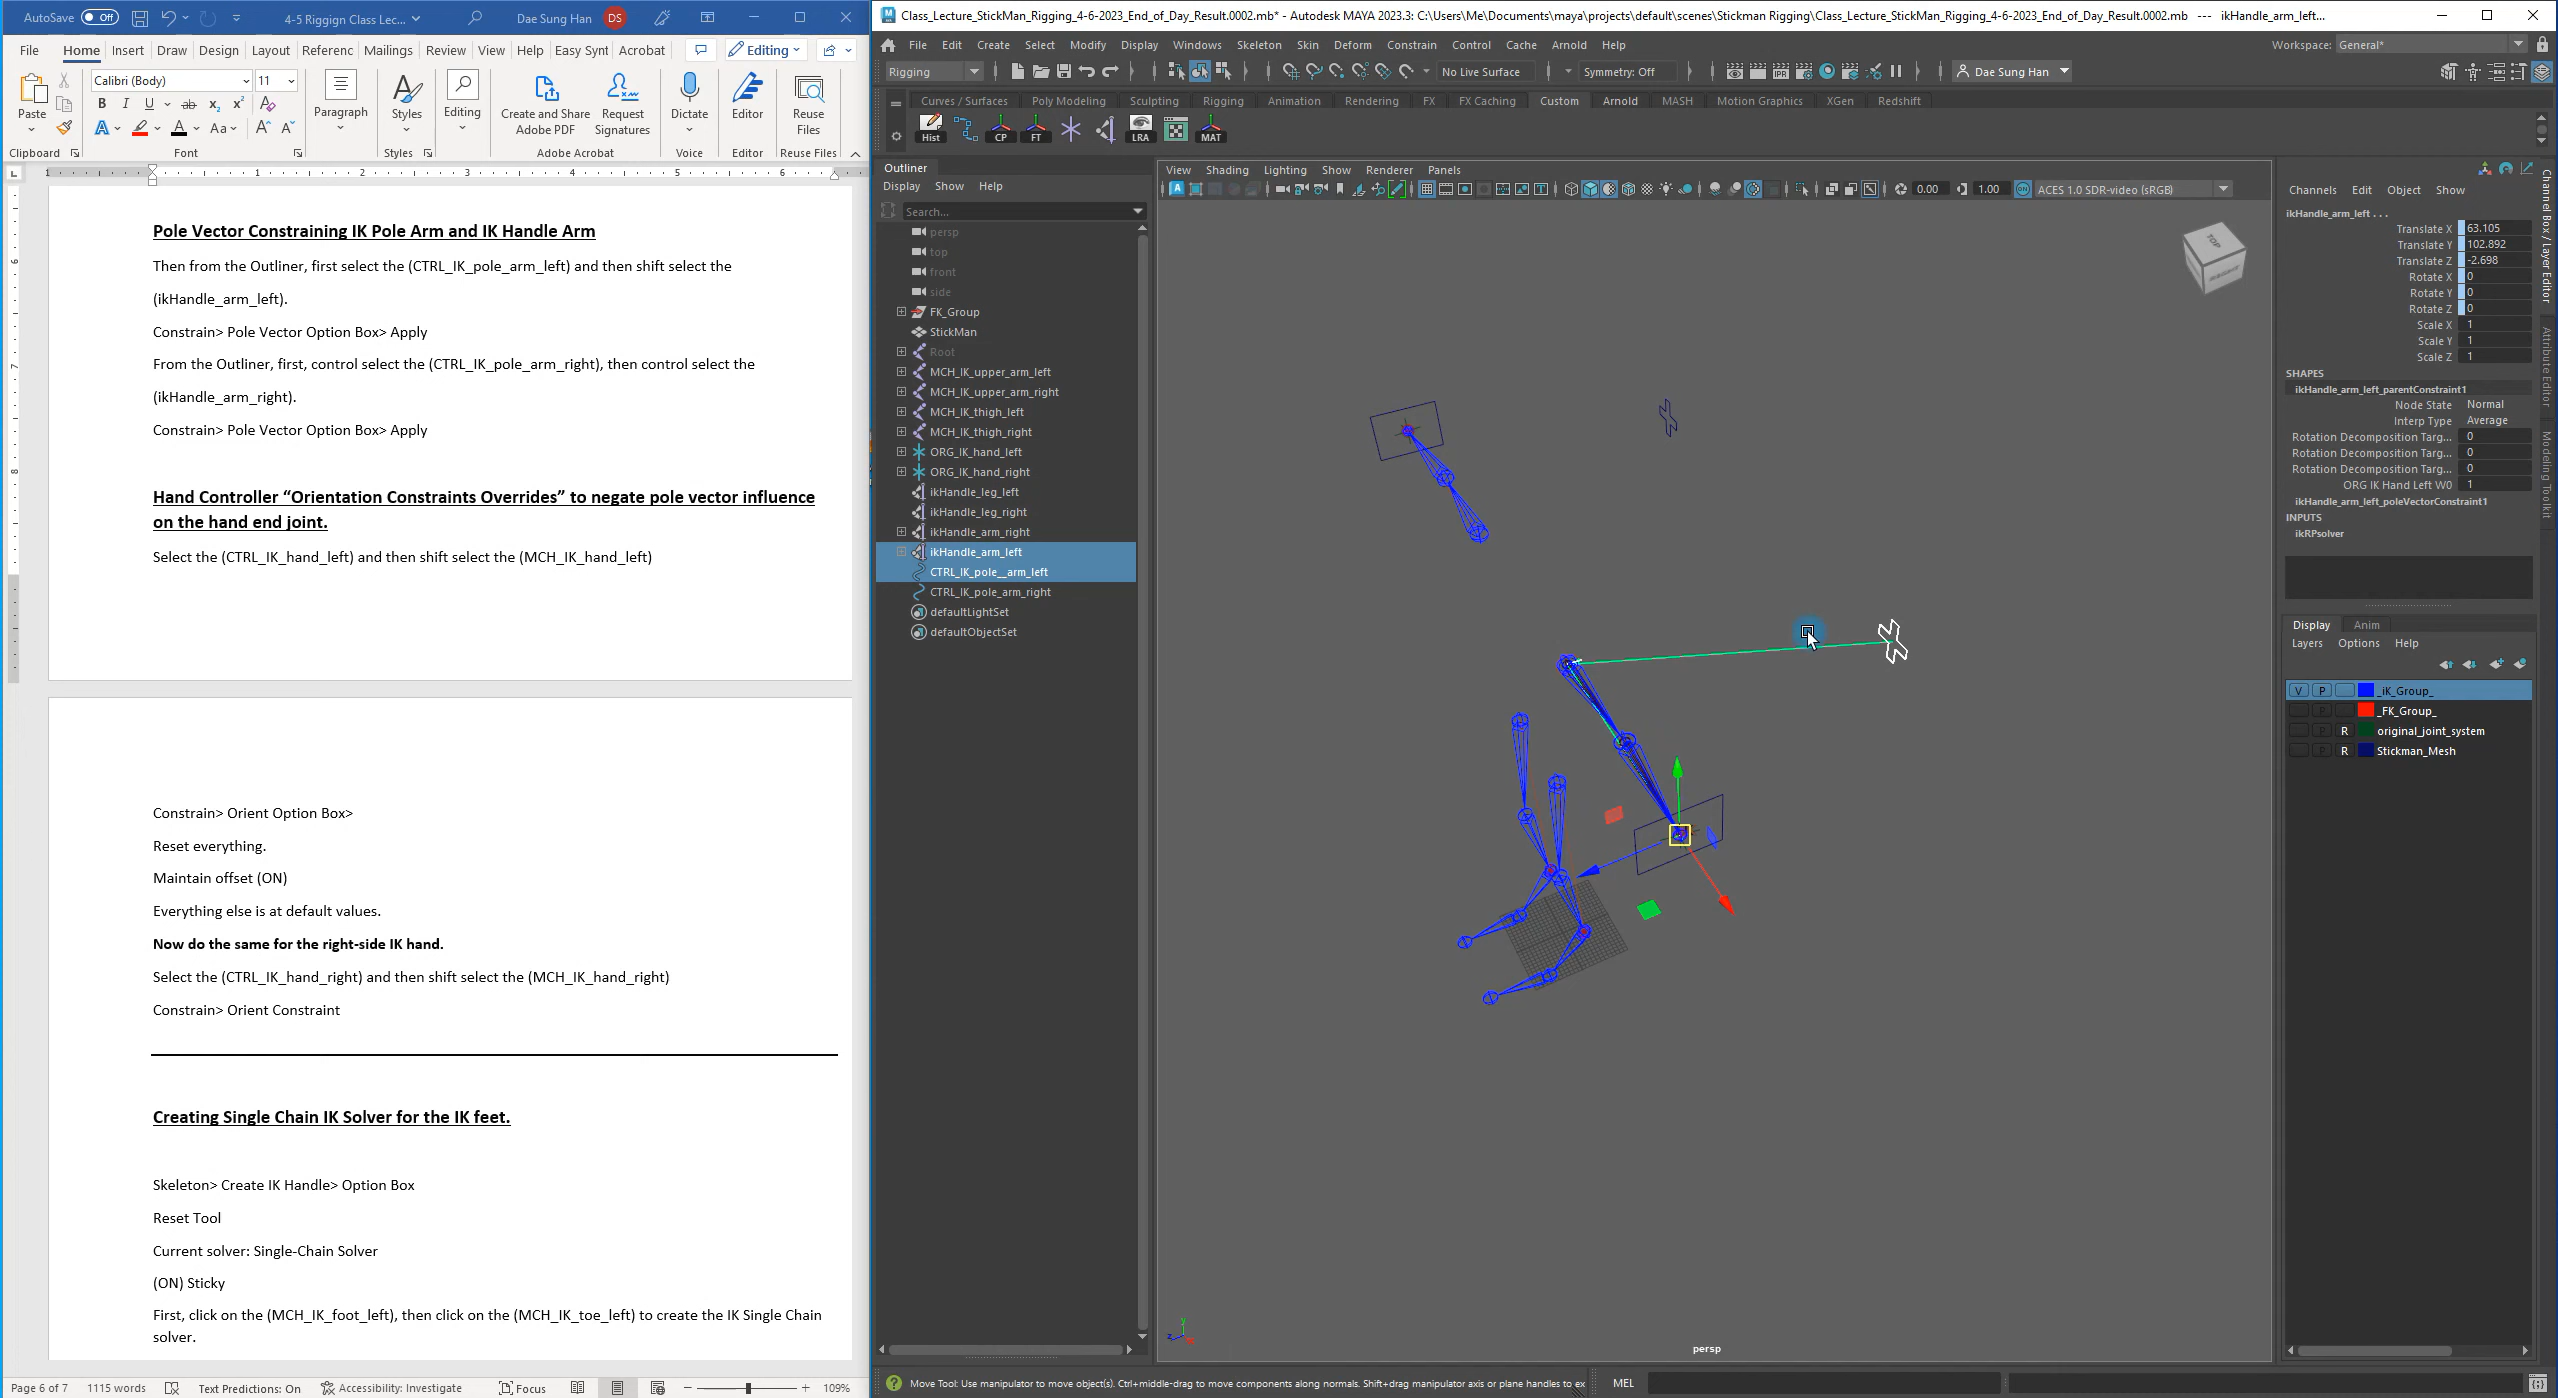 AutoSave Off 4-5 Riggign Class Lec... Dae Sung Han DS
File Home Insert Draw Design Layout Referenc Mailings Review View Help Easy Synt Acrobat Editing
Calibri (Body) 11
Paste
B I U ab x2 x2
A A Aa A A
Paragraph Styles Editing Create and Share Adobe PDF Request Signatures Dictate Editor Reuse Files
Clipboard Font Styles Adobe Acrobat Voice Editor Reuse Files
1 1 2 3 4 5 6
Pole Vector Constraining IK Pole Arm and IK Handle Arm
Then from the Outliner, first select the (CTRL_IK_pole_arm_left) and then shift select the
(ikHandle_arm_left).
Constrain> Pole Vector Option Box> Apply
From the Outliner, first, control select the (CTRL_IK_pole_arm_right), then control select the
(ikHandle_arm_right).
Constrain> Pole Vector Option Box> Apply
Hand Controller “Orientation Constraints Overrides” to negate pole vector influence
on the hand end joint.
Select the (CTRL_IK_hand_left) and then shift select the (MCH_IK_hand_left)
Constrain> Orient Option Box>
Reset everything.
Maintain offset (ON)
Everything else is at default values.
Now do the same for the right-side IK hand.
Select the (CTRL_IK_hand_right) and then shift select the (MCH_IK_hand_right)
Constrain> Orient Constraint
Creating Single Chain IK Solver for the IK feet.
Skeleton> Create IK Handle> Option Box
Reset Tool
Current solver: Single-Chain Solver
(ON) Sticky
First, click on the (MCH_IK_foot_left), then click on the (MCH_IK_toe_left) to create the IK Single Chain
solver.
Page 6 of 7 1115 words Text Predictions: On Accessibility: Investigate Focus 109%
Class_Lecture_StickMan_Rigging_4-6-2023_End_of_Day_Result.0002.mb* - Autodesk MAYA 2023.3: C:\Users\Me\Documents\maya\projects\default\scenes\Stickman Rigging\Class_Lecture_StickMan_Rigging_4-6-2023_End_of_Day_Result.0002.mb --- ikHandle_arm_left...
File Edit Create Select Modify Display Windows Skeleton Skin Deform Constrain Control Cache Arnold Help Workspace: General*
Rigging No Live Surface Symmetry: Off IPR Dae Sung Han
Curves / Surfaces Poly Modeling Sculpting Rigging Animation Rendering FX FX Caching Custom Arnold MASH Motion Graphics XGen Redshift
Hist CP FT LRA MAT
Outliner
Display Show Help
Search...
persp
top
front
side
FK_Group
StickMan
Root
MCH_IK_upper_arm_left
MCH_IK_upper_arm_right
MCH_IK_thigh_left
MCH_IK_thigh_right
ORG_IK_hand_left
ORG_IK_hand_right
ikHandle_leg_left
ikHandle_leg_right
ikHandle_arm_right
ikHandle_arm_left
CTRL_IK_pole__arm_left
CTRL_IK_pole_arm_right
defaultLightSet
defaultObjectSet
View Shading Lighting Show Renderer Panels
0.00 1.00 ACES 1.0 SDR-video (sRGB)
TOP
persp
y
z
Channels Edit Object Show
ikHandle_arm_left . . .
Translate X 63.105
Translate Y 102.892
Translate Z -2.698
Rotate X 0
Rotate Y 0
Rotate Z 0
Scale X 1
Scale Y 1
Scale Z 1
SHAPES
ikHandle_arm_left_parentConstraint1
Node State Normal
Interp Type Average
Rotation Decomposition Targ... 0
Rotation Decomposition Targ... 0
Rotation Decomposition Targ... 0
ORG IK Hand Left W0 1
ikHandle_arm_left_poleVectorConstraint1
INPUTS
ikRPsolver
Display Anim
Layers Options Help
V P _iK_Group_
P _FK_Group_
P R original_joint_system
P R Stickman_Mesh
Channel Box / Layer Editor
Attribute Editor
Modeling Toolkit
Move Tool: Use manipulator to move object(s). Ctrl+middle-drag to move components along normals. Shift+drag manipulator axis or plane handles to ex
MEL